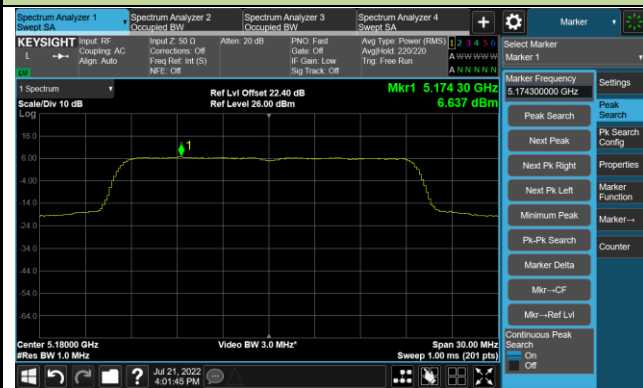 Spectrum Analyzer 1
Swept SA
Spectrum Analyzer 2
Occupied BW
Spectrum Analyzer 3
Occupied BW
Spectrum Analyzer 4
Swept SA
+
Marker
KEYSIGHT
L
LVI
Input: RF
Coupling: AC
Align: Auto
Input Z: 50 Ω
Corrections: Off
Freq Ref: Int (S)
NFE: Off
Atten: 20 dB
PNO: Fast
Gate: Off
IF Gain: Low
Sig Track: Off
Avg Type: Power (RMS)
Avg|Hold: 220/220
Trig: Free Run
1 2 3 4 5 6
A W W W W W
A N N N N N
Select Marker
Marker 1
1 Spectrum
Scale/Div 10 dB
Log
Ref Lvl Offset 22.40 dB
Ref Level 26.00 dBm
Mkr1 5.174 30 GHz
6.637 dBm
16.0
6.00
-4.00
-14.0
-24.0
-34.0
-44.0
-54.0
-64.0
1
Center 5.18000 GHz
#Res BW 1.0 MHz
Video BW 3.0 MHz*
Span 30.00 MHz
Sweep 1.00 ms (201 pts)
Marker Frequency
5.174300000 GHz
Peak Search
Next Peak
Next Pk Right
Next Pk Left
Minimum Peak
Pk-Pk Search
Marker Delta
Mkr→CF
Mkr→Ref Lvl
Continuous Peak
Search
On
Off
Settings
Peak
Search
Pk Search
Config
Properties
Marker
Function
Marker→
Counter
?
Jul 21, 2022
4:01:45 PM